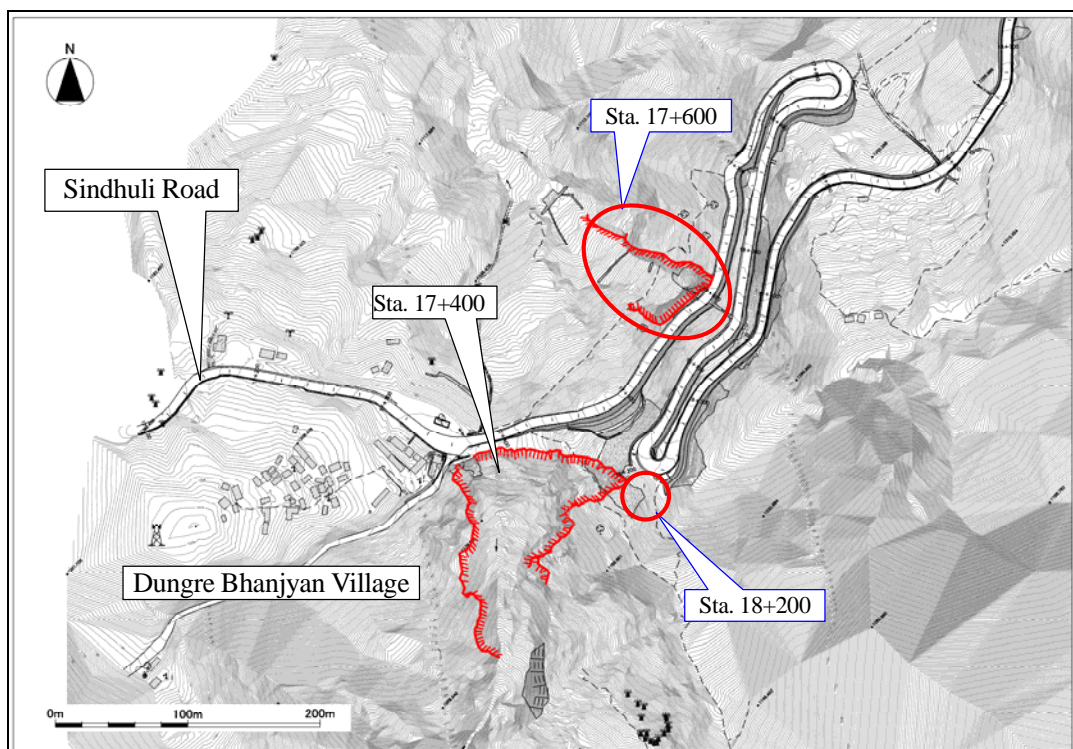 N
Sta. 17+600
Sindhuli Road
Sta. 17+400
Dungre Bhanjyan Village
Sta. 18+200
0m
100m
200m